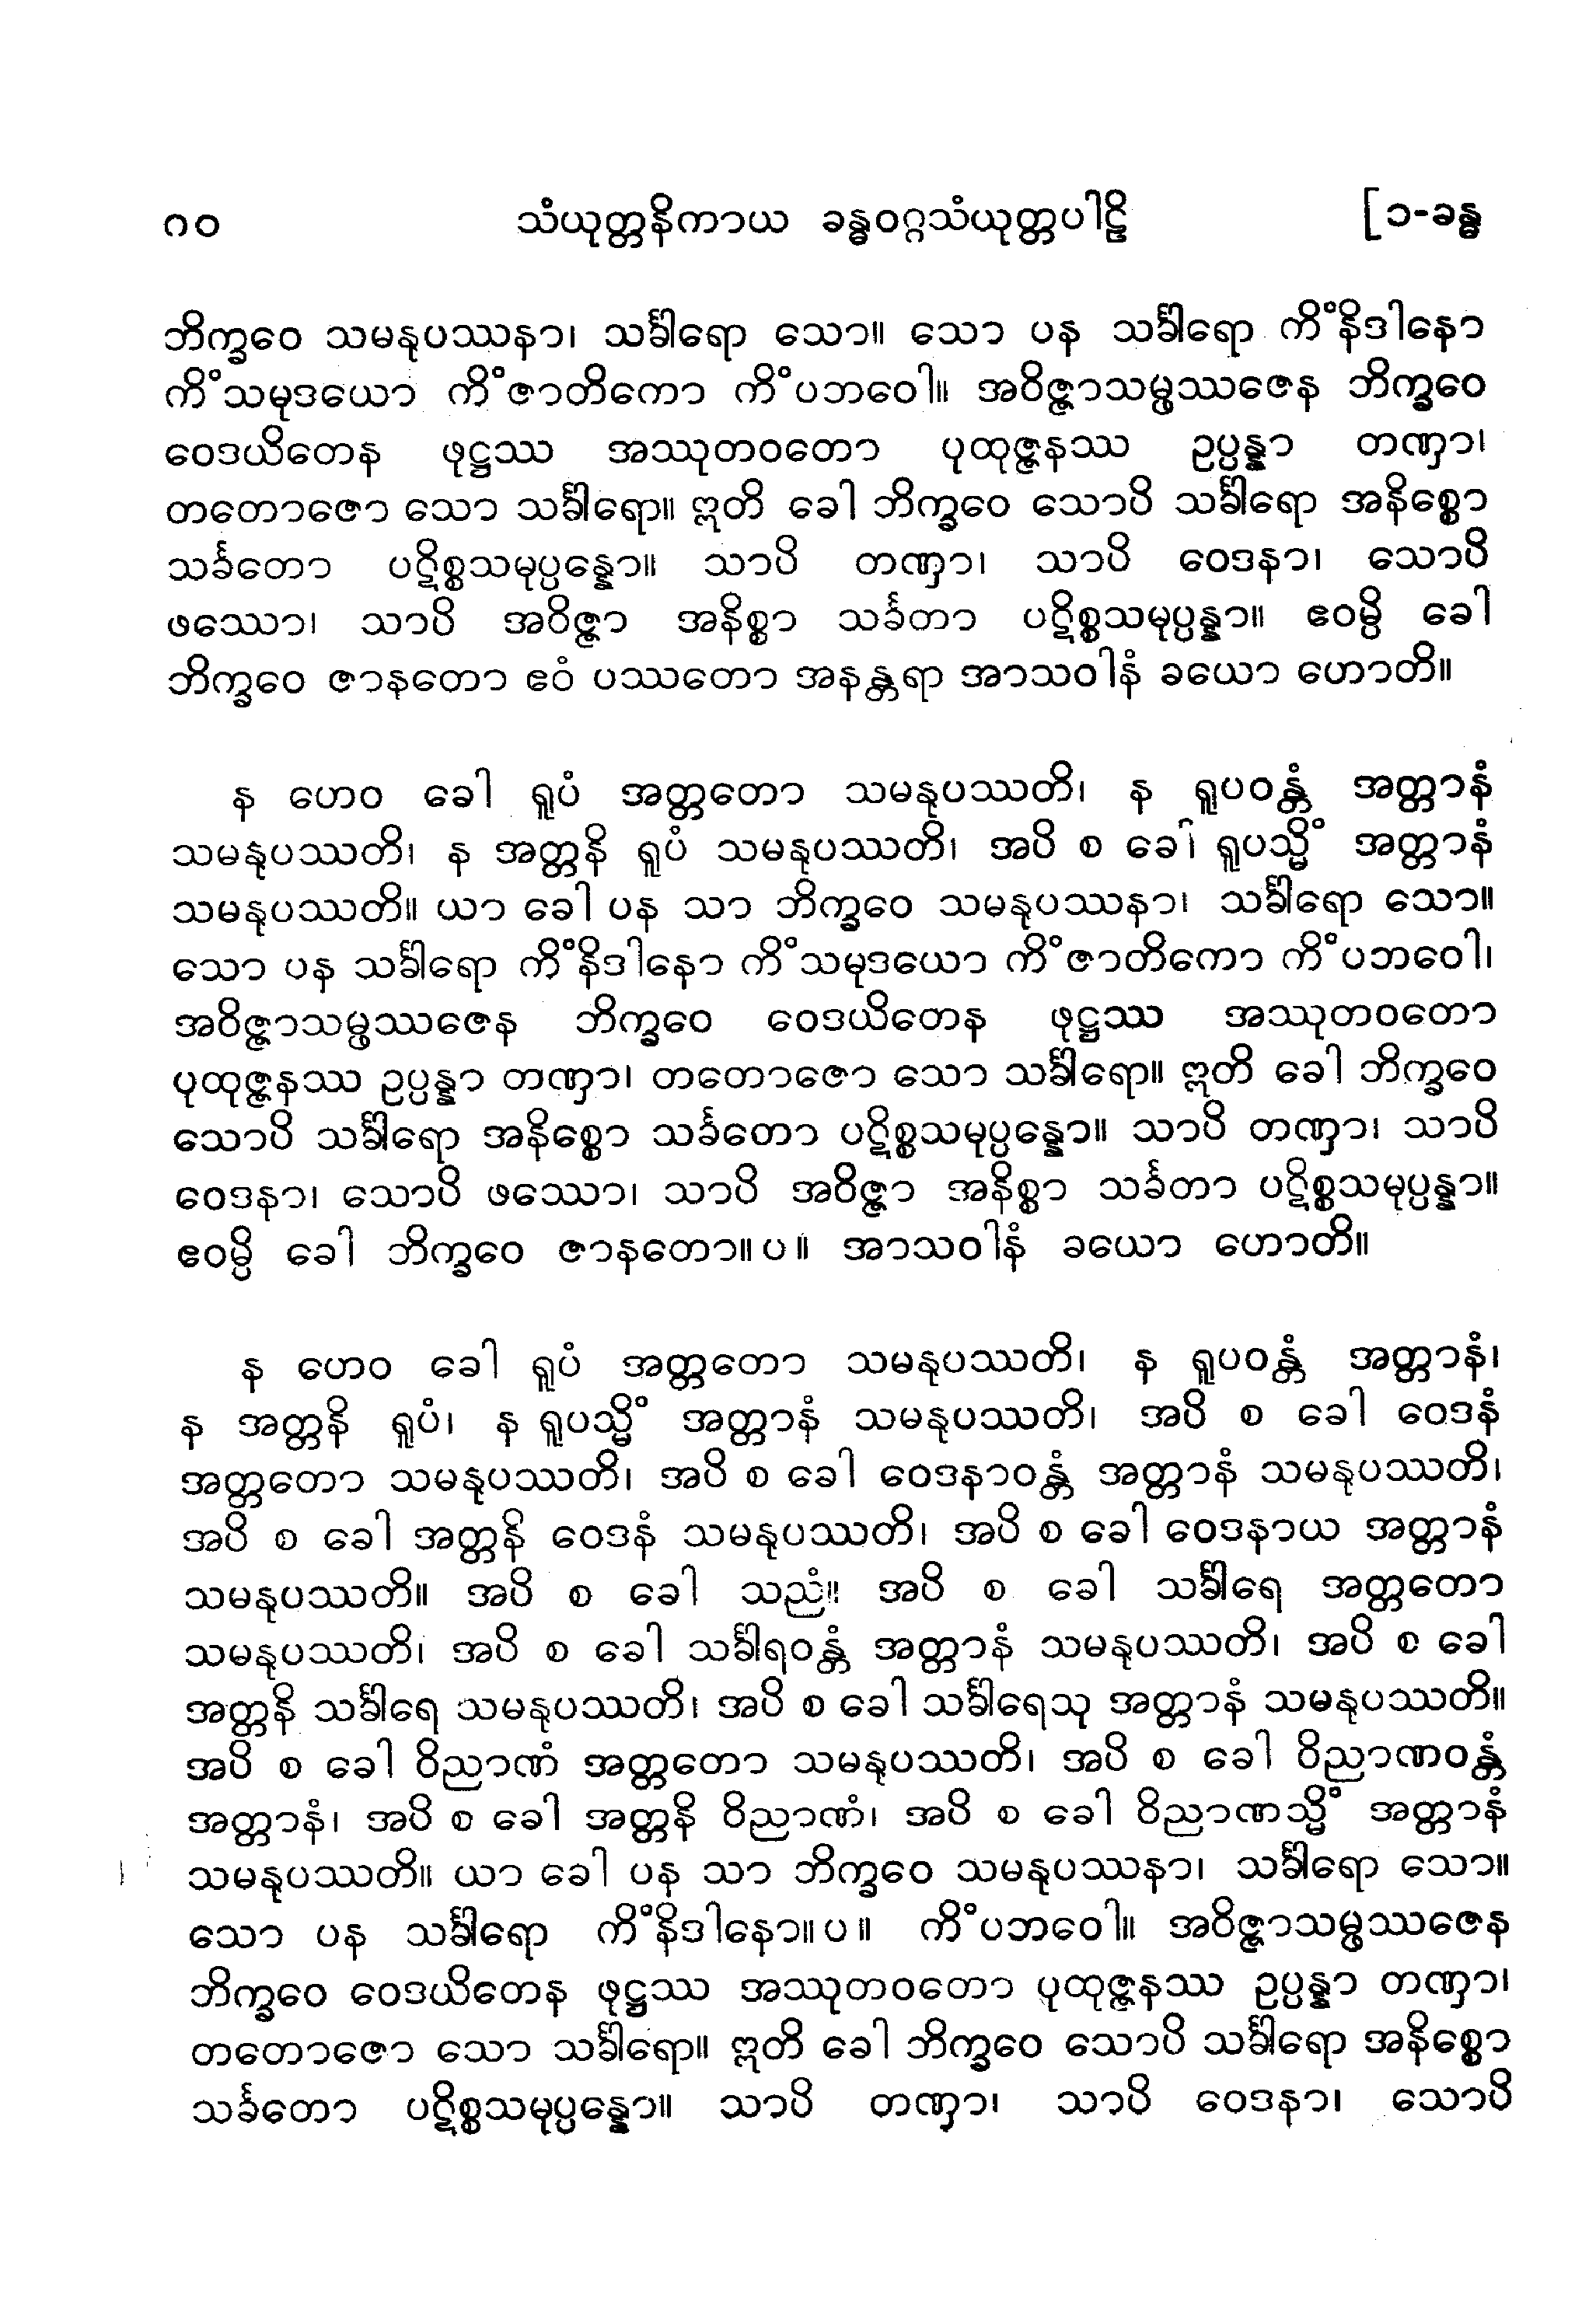 ၈၀ သံယုတ္တနိကာယ ခန္ဓဝဂ္ဂသံယုတ္တပါဠိ [၁-ခန္ဓ
ဘိက္ခဝေ သမနုပဿနာ၊ သင်္ခါရော သော။ သော ပန သင်္ခါရော ကိံနိဒါနော
ကိံသမုဒယော ကိံဇာတိကော ကိံပဘဝေါ။ အဝိဇ္ဇာသမ္ဖဿဇေန ဘိက္ခဝေ
ဝေဒယိတေန ဖုဋ္ဌဿ အဿုတဝတော ပုထုဇ္ဇနဿ ဥပ္ပန္နာ တဏှာ၊
တတောဇော သော သင်္ခါရော။ ဣတိ ခေါ ဘိက္ခဝေ သောပိ သင်္ခါရော အနိစ္စော
သင်္ခတော ပဋိစ္စသမုပ္ပန္နော။ သာပိ တဏှာ၊ သာပိ ဝေဒနာ၊ သောပိ
ဖဿော၊ သာပိ အဝိဇ္ဇာ အနိစ္စာ သင်္ခတာ ပဋိစ္စသမုပ္ပန္နာ။ ဧဝမ္ပိ ခေါ
ဘိက္ခဝေ ဇာနတော ဧဝံ ပဿတော အနန္တရာ အာသဝါနံ ခယော ဟောတိ။
န ဟေဝ ခေါ ရူပံ အတ္တတော သမနုပဿတိ၊ န ရူပဝန္တံ အတ္တာနံ
သမနုပဿတိ၊ န အတ္တနိ ရူပံ သမနုပဿတိ၊ အပိ စ ခေါ ရူပသ္မိံ အတ္တာနံ
သမနုပဿတိ။ ယာ ခေါ ပန သာ ဘိက္ခဝေ သမနုပဿနာ၊ သင်္ခါရော သော။
သော ပန သင်္ခါရော ကိံနိဒါနော ကိံသမုဒယော ကိံဇာတိကော ကိံပဘဝေါ၊
အဝိဇ္ဇာသမ္ဖဿဇေန ဘိက္ခဝေ ဝေဒယိတေန ဖုဋ္ဌဿ အဿုတဝတော
ပုထုဇ္ဇနဿ ဥပ္ပန္နာ တဏှာ၊ တတောဇော သော သင်္ခါရော။ ဣတိ ခေါ ဘိက္ခဝေ
သောပိ သင်္ခါရော အနိစ္စော သင်္ခတော ပဋိစ္စသမုပ္ပန္နော။ သာပိ တဏှာ၊ သာပိ
ဝေဒနာ၊ သောပိ ဖဿော၊ သာပိ အဝိဇ္ဇာ အနိစ္စာ သင်္ခတာ ပဋိစ္စသမုပ္ပန္နာ။
ဧဝမ္ပိ ခေါ ဘိက္ခဝေ ဇာနတော။ပ။ အာသဝါနံ ခယော ဟောတိ။
န ဟေဝ ခေါ ရူပံ အတ္တတော သမနုပဿတိ၊ န ရူပဝန္တံ အတ္တာနံ၊
န အတ္တနိ ရူပံ၊ န ရူပသ္မိံ အတ္တာနံ သမနုပဿတိ၊ အပိ စ ခေါ ဝေဒနံ
အတ္တတော သမနုပဿတိ၊ အပိ စ ခေါ ဝေဒနာဝန္တံ အတ္တာနံ သမနုပဿတိ၊
အပိ စ ခေါ အတ္တနိ ဝေဒနံ သမနုပဿတိ၊ အပိ စ ခေါ ဝေဒနာယ အတ္တာနံ
သမနုပဿတိ။ အပိ စ ခေါ သညံ။ အပိ စ ခေါ သင်္ခါရေ အတ္တတော
သမနုပဿတိ၊ အပိ စ ခေါ သင်္ခါရဝန္တံ အတ္တာနံ သမနုပဿတိ၊ အပိ စ ခေါ
အတ္တနိ သင်္ခါရေ သမနုပဿတိ၊ အပိ စ ခေါ သင်္ခါရေသု အတ္တာနံ သမနုပဿတိ။
အပိ စ ခေါ ဝိညာဏံ အတ္တတော သမနုပဿတိ၊ အပိ စ ခေါ ဝိညာဏဝန္တံ
အတ္တာနံ၊ အပိ စ ခေါ အတ္တနိ ဝိညာဏံ၊ အပိ စ ခေါ ဝိညာဏသ္မိံ အတ္တာနံ
သမနုပဿတိ။ ယာ ခေါ ပန သာ ဘိက္ခဝေ သမနုပဿနာ၊ သင်္ခါရော သော။
သော ပန သင်္ခါရော ကိံနိဒါနော။ပ။ ကိံပဘဝေါ။ အဝိဇ္ဇာသမ္ဖဿဇေန
ဘိက္ခဝေ ဝေဒယိတေန ဖုဋ္ဌဿ အဿုတဝတော ပုထုဇ္ဇနဿ ဥပ္ပန္နာ တဏှာ၊
တတောဇော သော သင်္ခါရော။ ဣတိ ခေါ ဘိက္ခဝေ သောပိ သင်္ခါရော အနိစ္စော
သင်္ခတော ပဋိစ္စသမုပ္ပန္နော။ သာပိ တဏှာ၊ သာပိ ဝေဒနာ၊ သောပိ